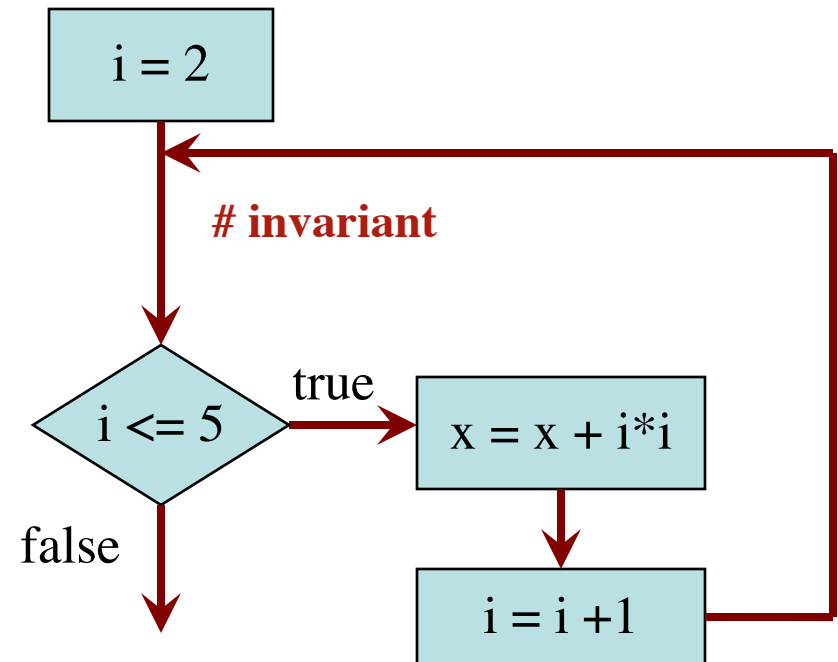 i = 2
# invariant
i <= 5
true
x = x + i*i
false
i = i +1